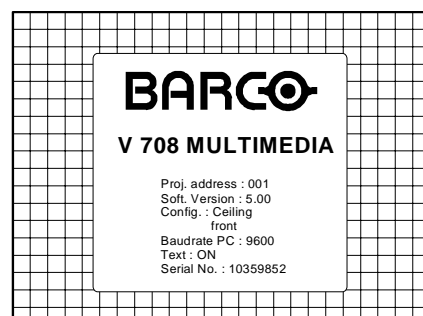 BARCO
V 708 MULTIMEDIA
Proj. address : 001
Soft. Version : 5.00
Config. : Ceiling
front
Baudrate PC : 9600
Text : ON
Serial No. : 10359852